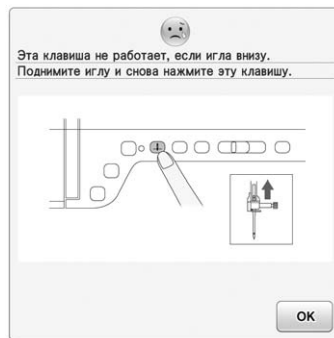 Эта клавиша не работает, если игла внизу.
Поднимите иглу и снова нажмите эту клавишу.
OK